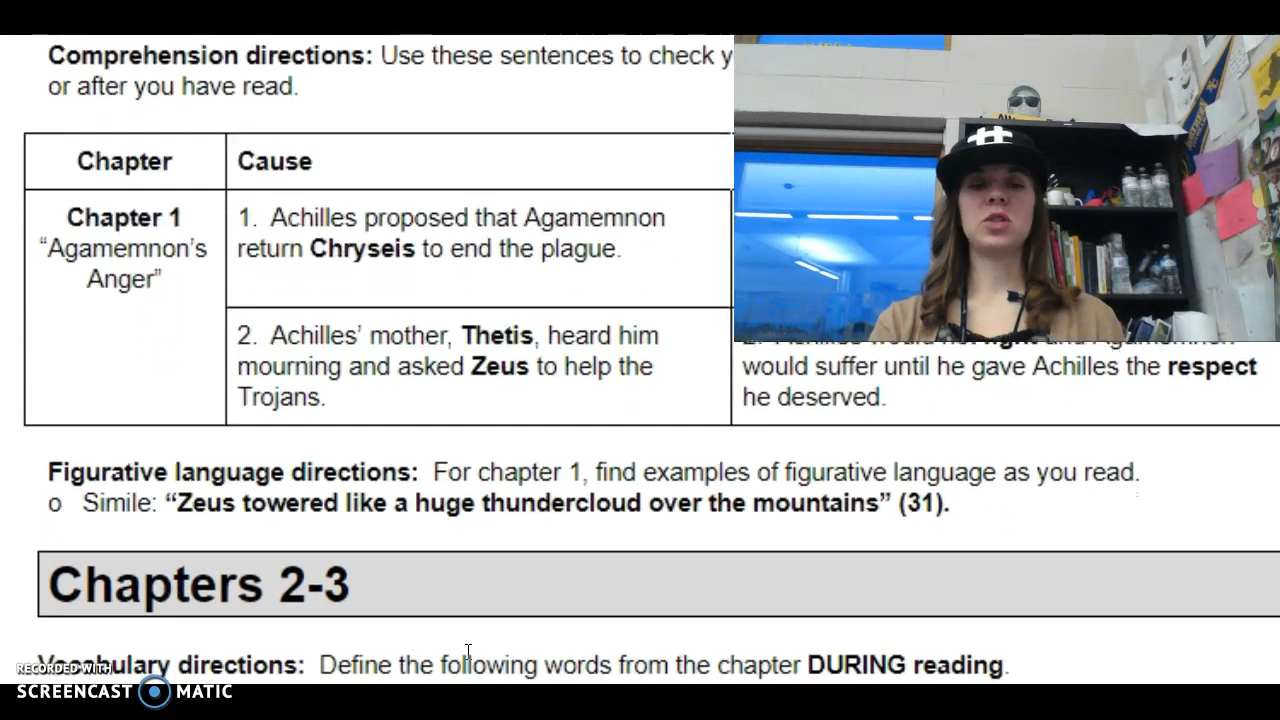 Comprehension directions: Use these sentences to check
or after you have read.
Chapter
Cause
Chapter 1
“Agamemnon’s
Anger”
1. Achilles proposed that Agamemnon
return Chryseis to end the plague.
2. Achilles’ mother, Thetis, heard him
mourning and asked Zeus to help the
Trojans.
would suffer until he gave Achilles the respect
he deserved.
Figurative language directions: For chapter 1, find examples of figurative language as you read.
o Simile: “Zeus towered like a huge thundercloud over the mountains” (31).
Chapters 2-3
Vocabulary directions: Define the following words from the chapter DURING reading.
RECORDED WITH
SCREENCAST MATIC
#